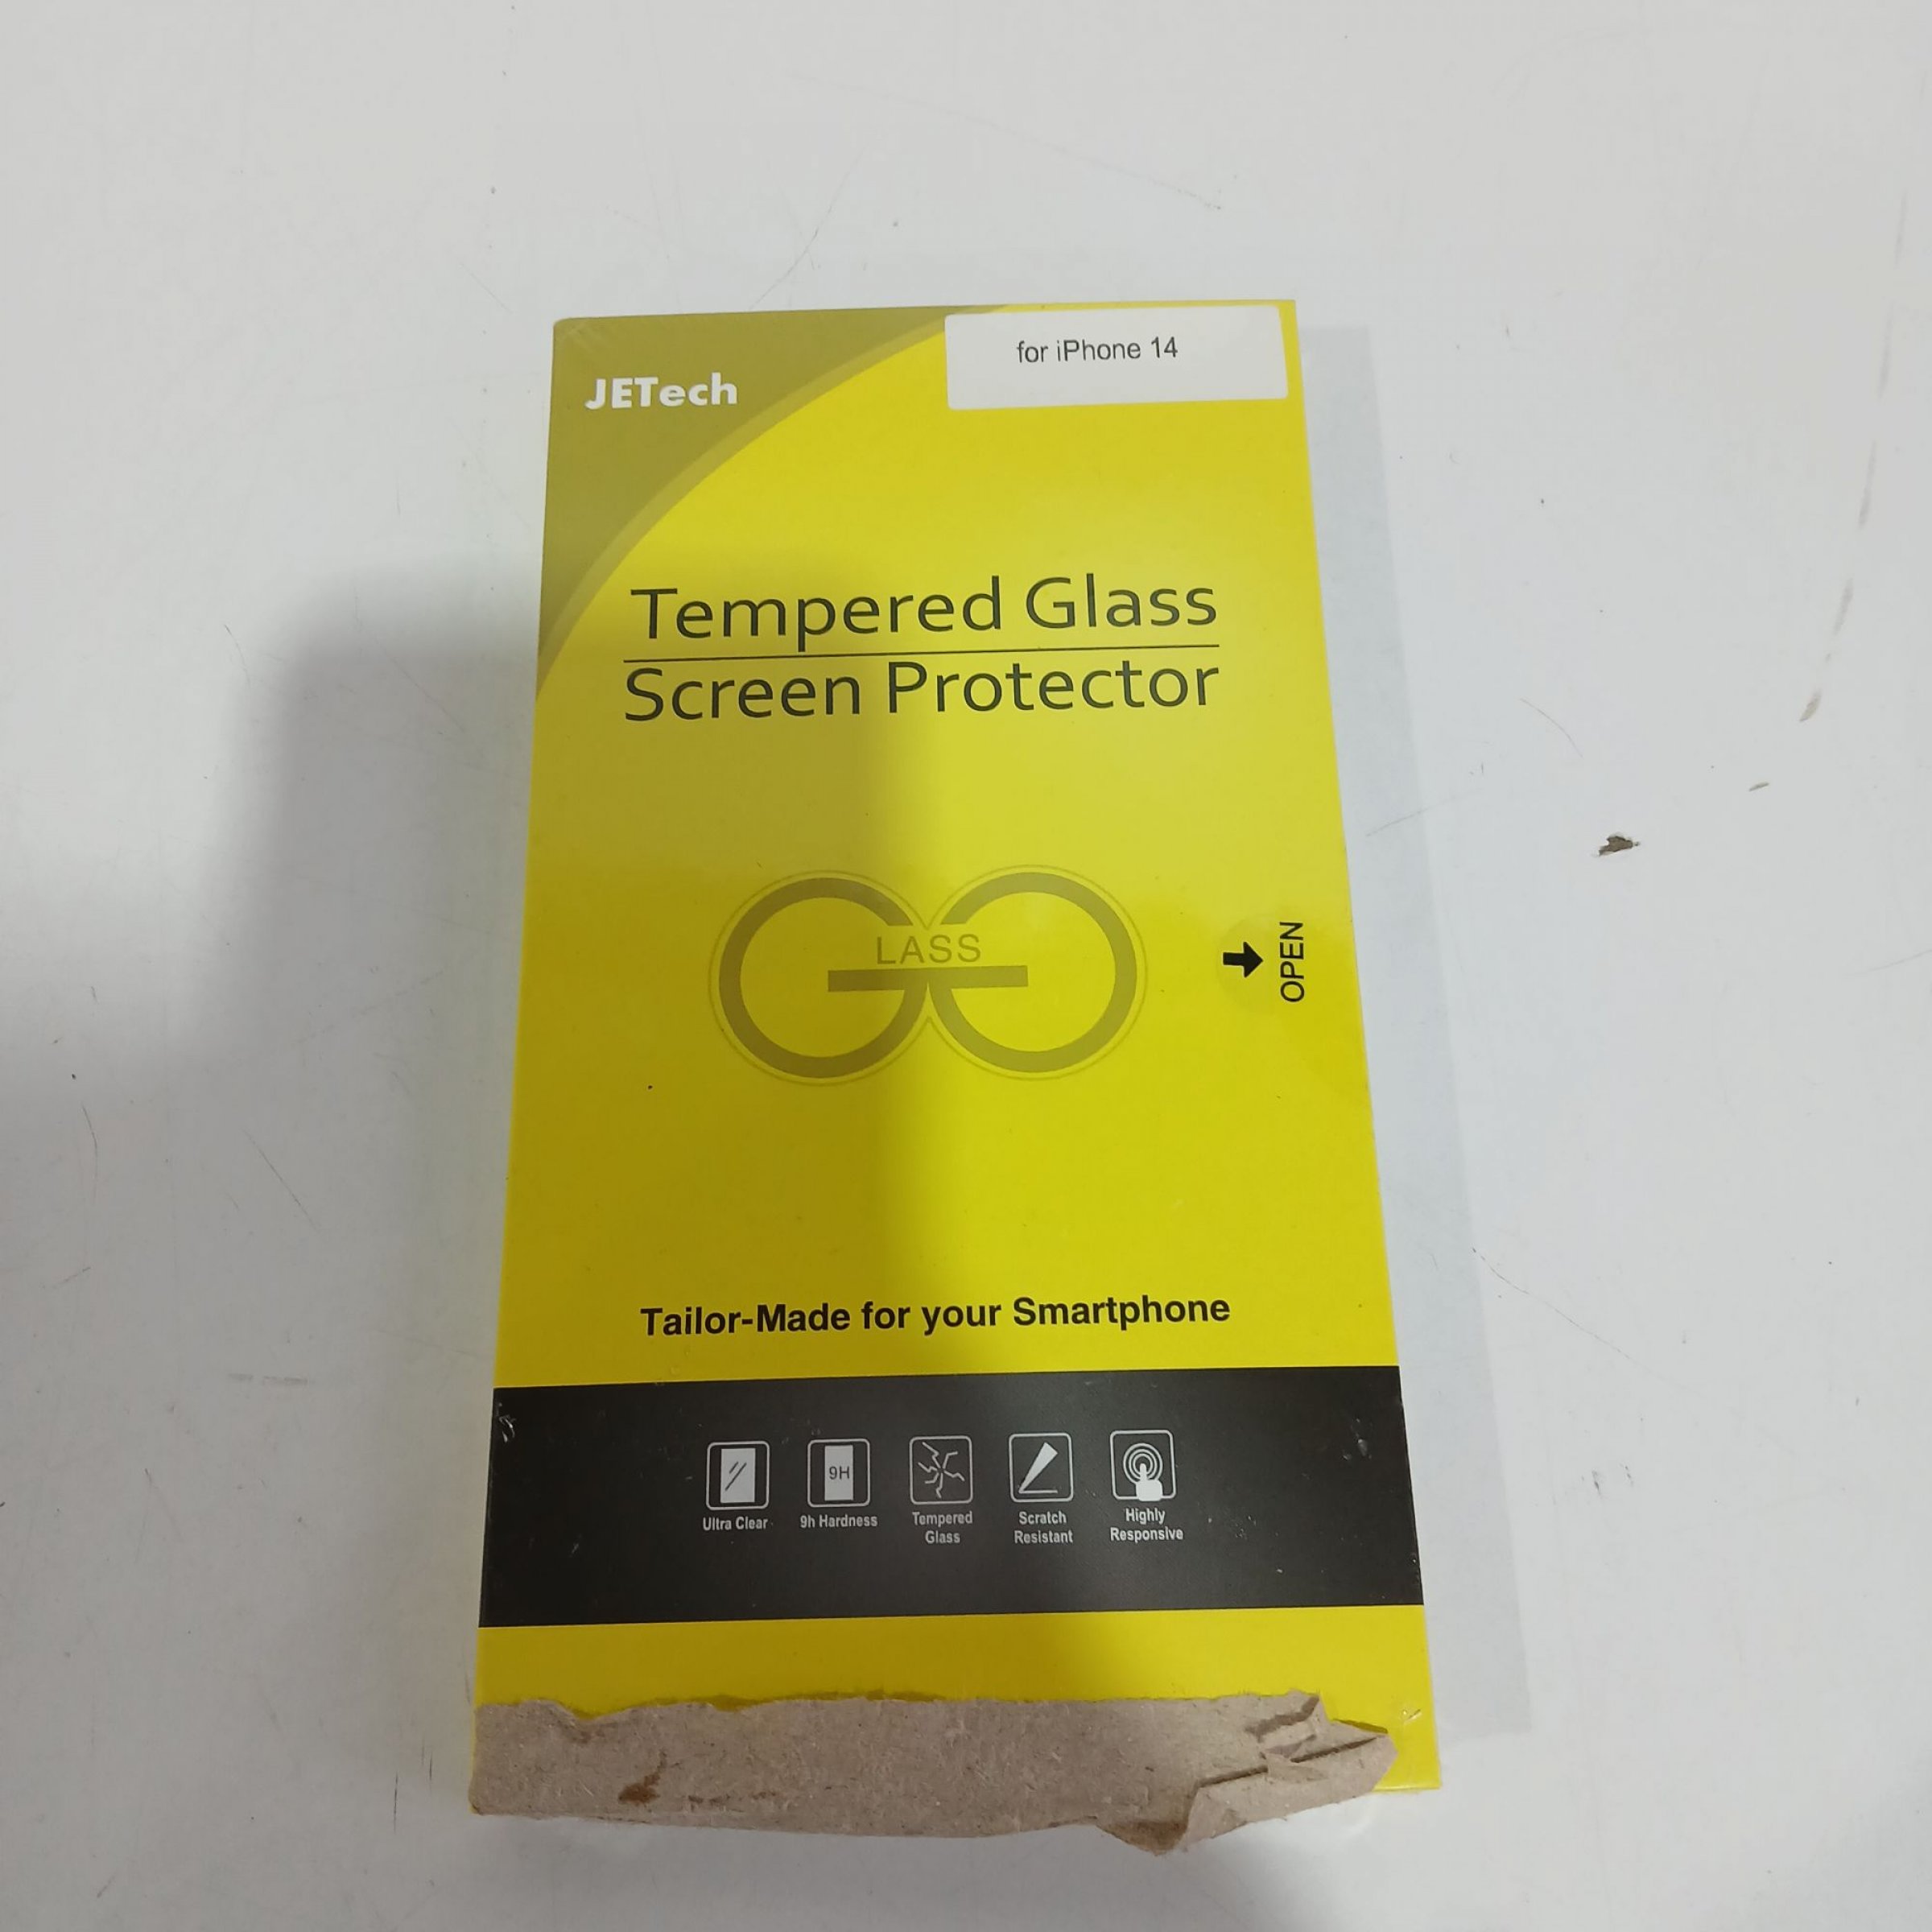 for iPhone 14
JETech
Tempered Glass
Screen Protector
GLASS
OPEN
Tailor-Made for your Smartphone
9H
Ultra Clear
9h Hardness
Tempered
Glass
Scratch
Resistant
Highly
Responsive